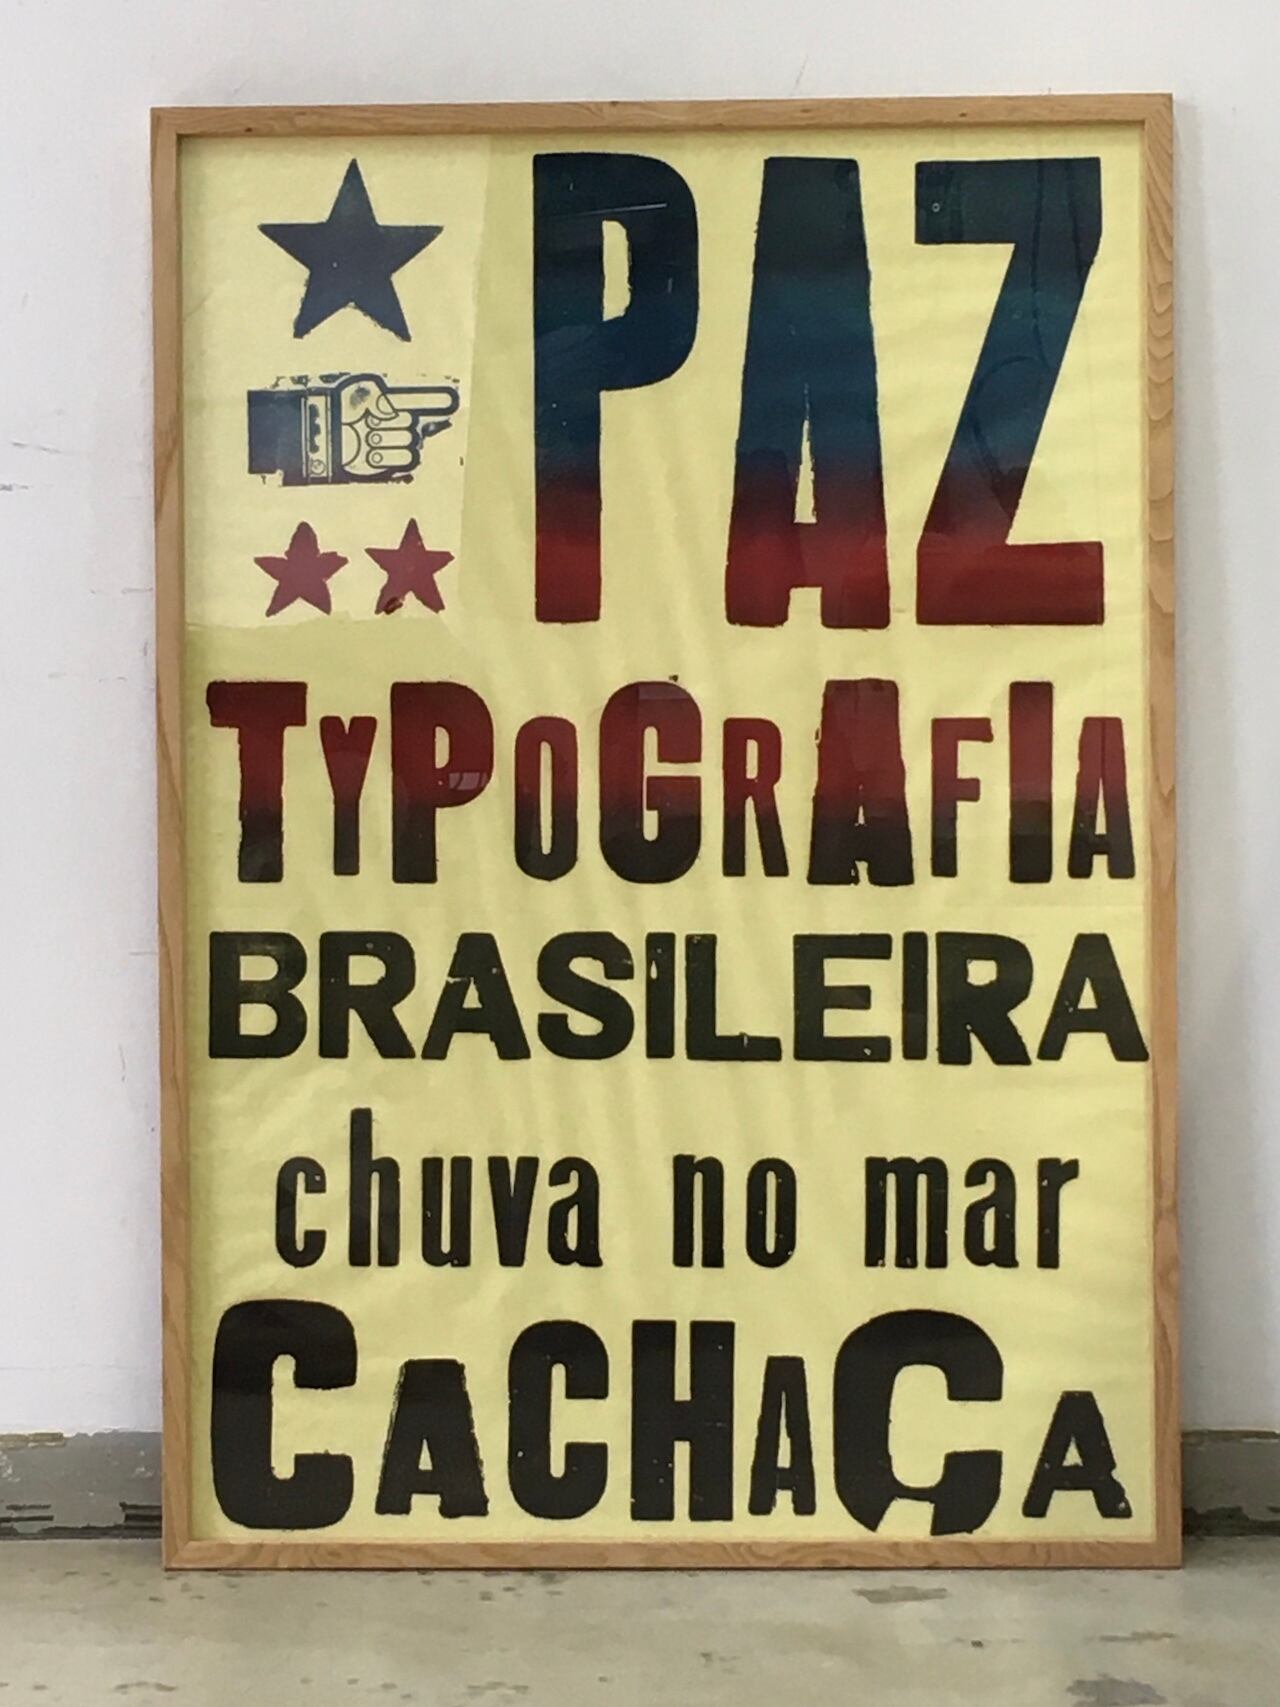 PAZ
TYPOGRAFIA
BRASILEIRA
chuva no mar
CACHAÇA